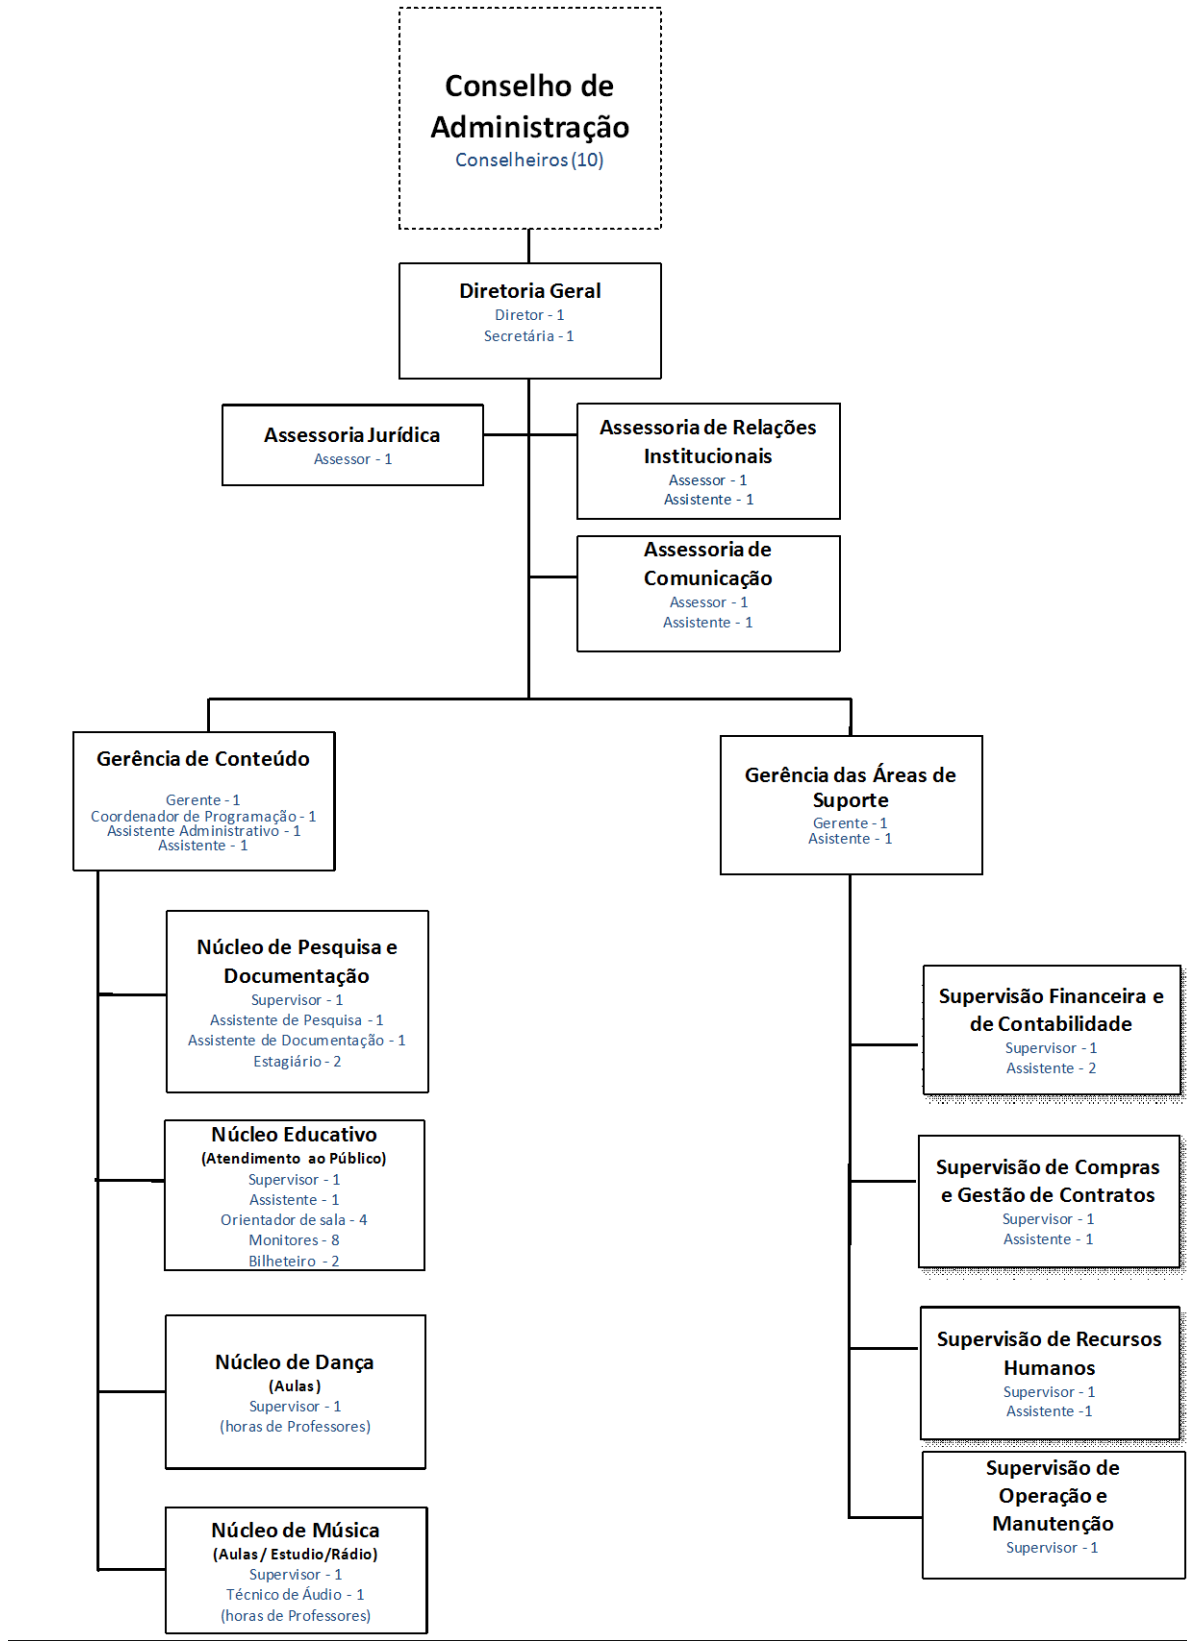 Conselho de
Administração
Conselheiros (10)
Diretoria Geral
Diretor - 1
Secretária - 1
Assessoria Jurídica
Assessor - 1
Assessoria de Relações
Institucionais
Assessor - 1
Assistente - 1
Assessoria de
Comunicação
Assessor - 1
Assistente - 1
Gerência de Conteúdo
Gerente - 1
Coordenador de Programação - 1
Assistente Administrativo - 1
Assistente - 1
Núcleo de Pesquisa e
Documentação
Supervisor - 1
Assistente de Pesquisa - 1
Assistente de Documentação - 1
Estagiário - 2
Núcleo Educativo
(Atendimento ao Público)
Supervisor - 1
Assistente - 1
Orientador de sala - 4
Monitores - 8
Bilheteiro - 2
Núcleo de Dança
(Aulas)
Supervisor - 1
(horas de Professores)
Núcleo de Música
(Aulas / Estudio/Rádio)
Supervisor - 1
Técnico de Áudio - 1
(horas de Professores)
Gerência das Áreas de
Suporte
Gerente - 1
Asistente - 1
Supervisão Financeira e
de Contabilidade
Supervisor - 1
Assistente - 2
Supervisão de Compras
e Gestão de Contratos
Supervisor - 1
Assistente - 1
Supervisão de Recursos
Humanos
Supervisor - 1
Assistente -1
Supervisão de
Operação e
Manutenção
Supervisor - 1